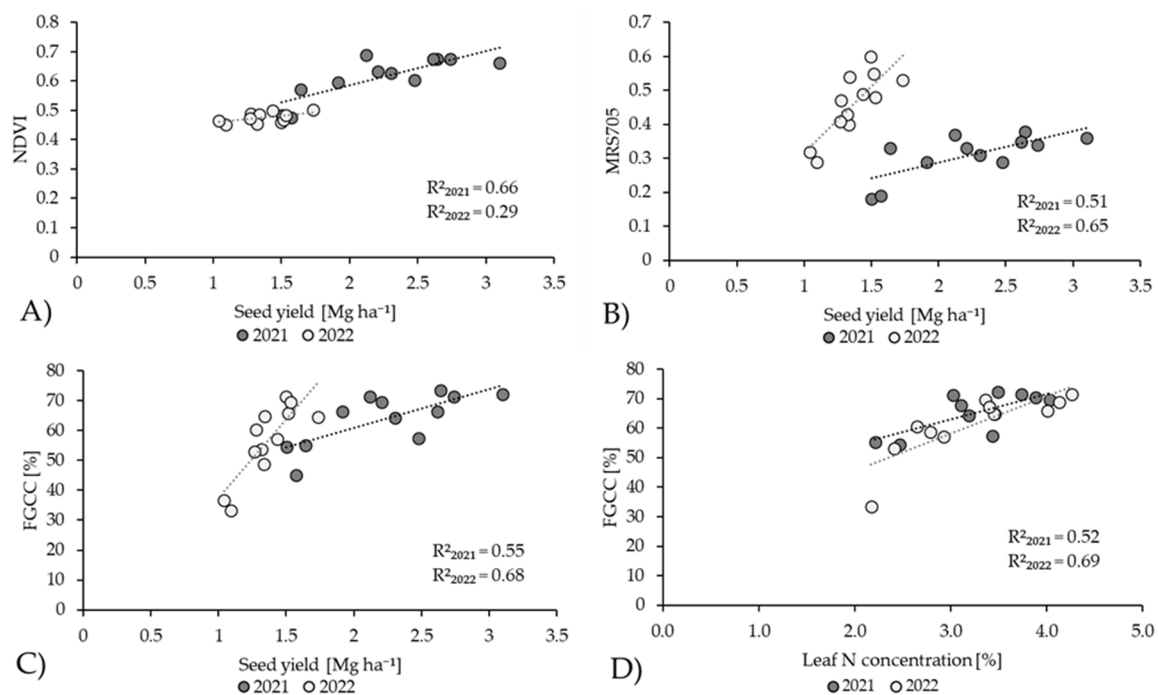 0.8
0.7
0.6
0.5
0.4
0.3
0.2
0.1
0
NDVI
R²2021 = 0.66
R²2022 = 0.29
0 0.5 1 1.5 2 2.5 3 3.5
A)
Seed yield [Mg ha⁻¹]
2021 2022
0.7
0.6
0.5
0.4
0.3
0.2
0.1
0
MRS705
R²2021 = 0.51
R²2022 = 0.65
0 0.5 1 1.5 2 2.5 3 3.5
B)
Seed yield [Mg ha⁻¹]
2021 2022
80
70
60
50
40
30
20
10
0
FGCC [%]
R²2021 = 0.55
R²2022 = 0.68
0 0.5 1 1.5 2 2.5 3 3.5
C)
Seed yield [Mg ha⁻¹]
2021 2022
80
70
60
50
40
30
20
10
0
FGCC [%]
R²2021 = 0.52
R²2022 = 0.69
0.0 1.0 2.0 3.0 4.0 5.0
D)
Leaf N concentration [%]
2021 2022